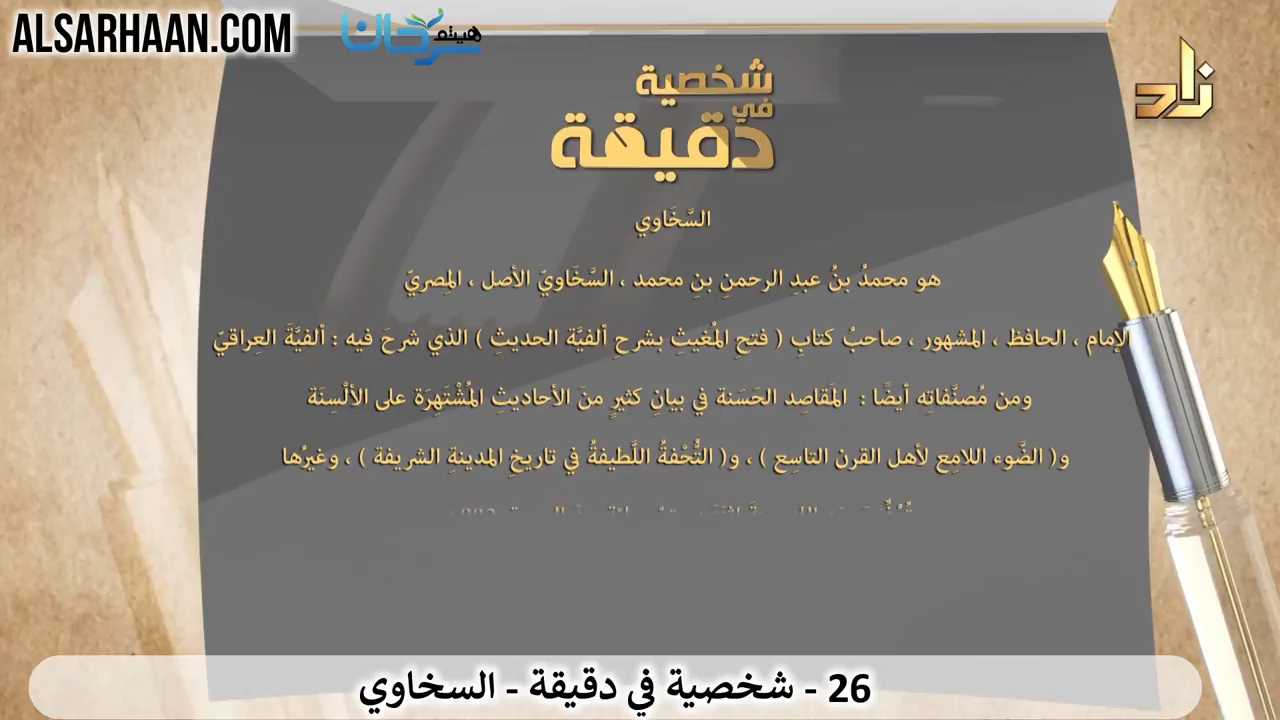 ALSARHAAN.COM
هيثم سرحان
زاد
شخصية
في
دقيقة
السَّخَاوي
هو محمدُ بنُ عبدِ الرحمنِ بنِ محمد ، السَّخَاويّ الأصل ، المِصريّ
الإمام ، الحافظ ، المشهور ، صاحبُ كتابِ ( فتحِ المُغيثِ بشرحِ ألفيَّة الحديثِ ) الذي شرحَ فيه : ألفيَّةَ العِراقيّ
ومن مُصنَّفاتِه أيضًا : المَقاصِد الحَسَنة في بيانِ كثيرٍ منَ الأحاديثِ المُشْتَهِرَة على الألْسِنَة
و( الضَّوء اللامِع لأهل القرن التاسِع ) ، و( التُّحْفةُ اللَّطيفةُ في تاريخِ المدينةِ الشريفة ) ، وغيرُها
26 - شخصية في دقيقة - السخاوي